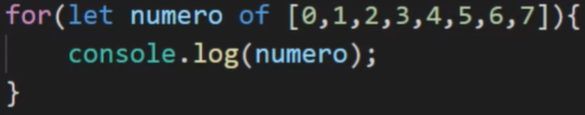 for(let numero of [0,1,2,3,4,5,6,7]){
    console.log(numero);
}